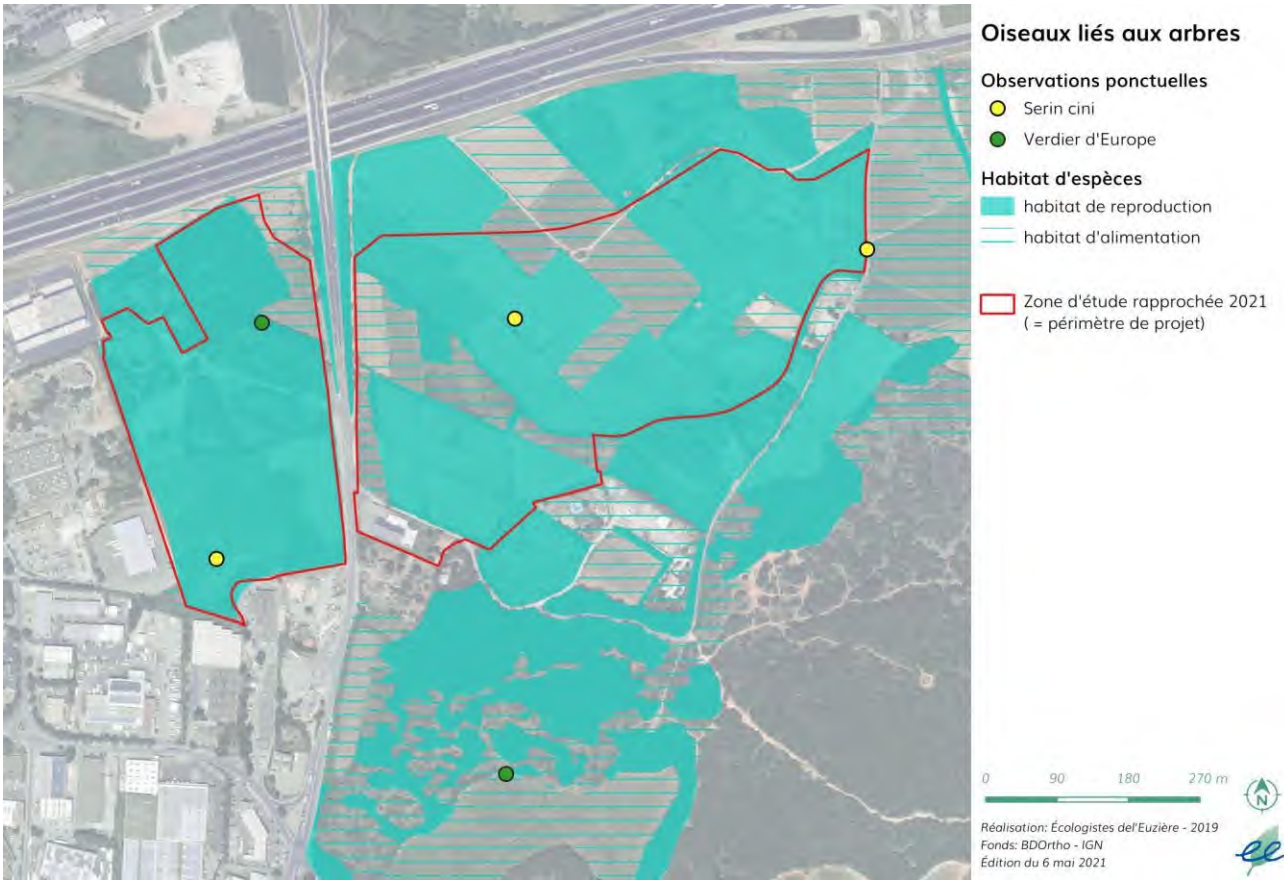 Oiseaux liés aux arbres
Observations ponctuelles
Serin cini
Verdier d'Europe
Habitat d'espèces
habitat de reproduction
habitat d'alimentation
Zone d'étude rapprochée 2021
( = périmètre de projet)
0 90 180 270 m
N
Réalisation: Écologistes del'Euzière - 2019
Fonds: BDOrtho - IGN
Édition du 6 mai 2021
ee